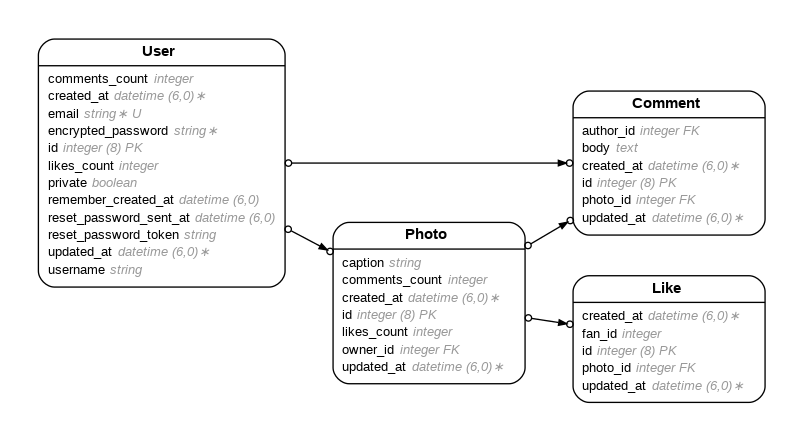 User
comments_count integer
created_at datetime (6,0)∗
email string∗ U
encrypted_password string∗
id integer (8) PK
likes_count integer
private boolean
remember_created_at datetime (6,0)
reset_password_sent_at datetime (6,0)
reset_password_token string
updated_at datetime (6,0)∗
username string
Photo
caption string
comments_count integer
created_at datetime (6,0)∗
id integer (8) PK
likes_count integer
owner_id integer FK
updated_at datetime (6,0)∗
Comment
author_id integer FK
body text
created_at datetime (6,0)∗
id integer (8) PK
photo_id integer FK
updated_at datetime (6,0)∗
Like
created_at datetime (6,0)∗
fan_id integer
id integer (8) PK
photo_id integer FK
updated_at datetime (6,0)∗